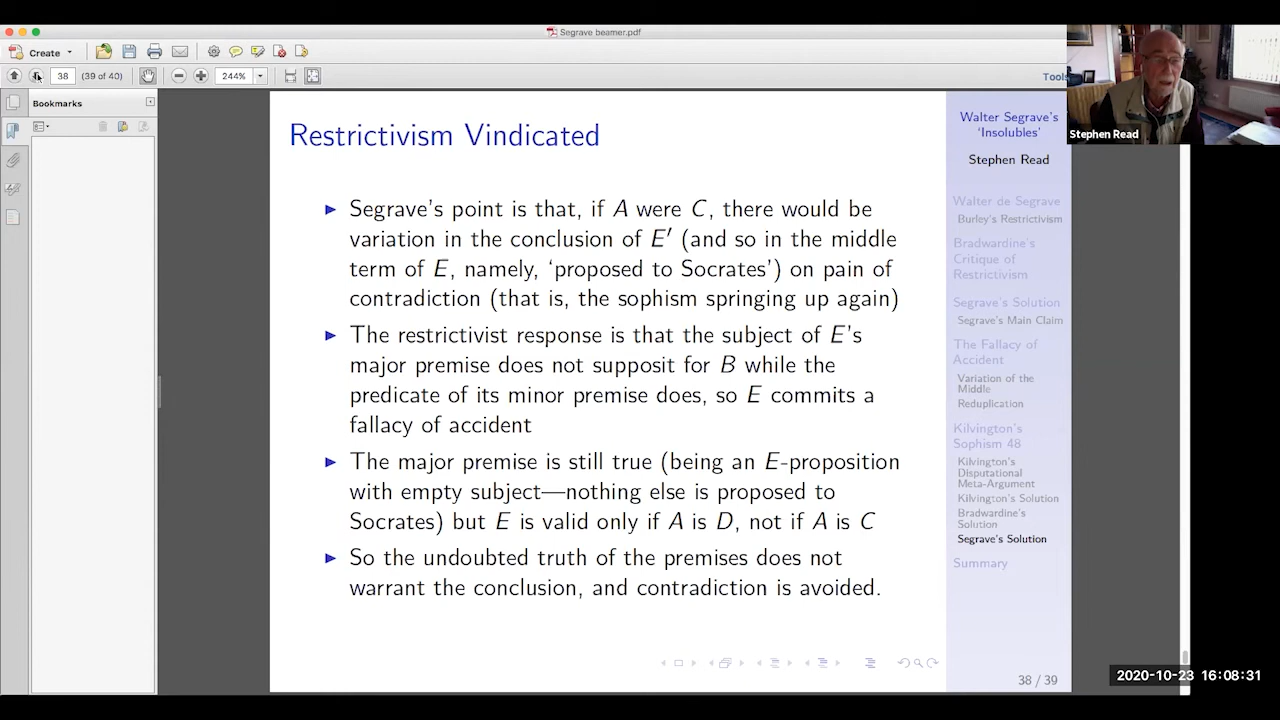 Segrave beamer.pdf
Create
38
(39 of 40)
244%
Tools
Bookmarks
Restrictivism Vindicated
Segrave's point is that, if A were C, there would be
variation in the conclusion of E′ (and so in the middle
term of E, namely, 'proposed to Socrates') on pain of
contradiction (that is, the sophism springing up again)
The restrictivist response is that the subject of E's
major premise does not supposit for B while the
predicate of its minor premise does, so E commits a
fallacy of accident
The major premise is still true (being an E-proposition
with empty subject—nothing else is proposed to
Socrates) but E is valid only if A is D, not if A is C
So the undoubted truth of the premises does not
warrant the conclusion, and contradiction is avoided.
Walter Segrave's
'Insolubles'
Stephen Read
Walter de Segrave
Burley's Restrictivism
Bradwardine's
Critique of
Restrictivism
Segrave's Solution
Segrave's Main Claim
The Fallacy of
Accident
Variation of the
Middle
Reduplication
Kilvington's
Sophism 48
Kilvington's
Disputational
Meta-Argument
Kilvington's Solution
Bradwardine's
Solution
Segrave's Solution
Summary
38 / 39
Stephen Read
2020-10-23 16:08:31